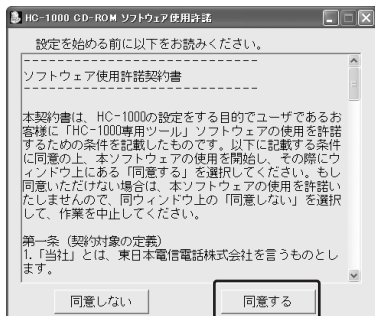 HC-1000 CD-ROM ソフトウェア使用許諾
設定を始める前に以下をお読みください。
----------------------------------
ソフトウェア使用許諾契約書
----------------------------------
本契約書は、HC-1000の設定をする目的でユーザであるお
客様に「HC-1000専用ツール」ソフトウェアの使用を許諾
するための条件を記載したものです。以下に記載する条件
に同意の上、本ソフトウェアの使用を開始し、その際にウ
ィンドウ上にある「同意する」を選択してください。もし
同意いただけない場合は、本ソフトウェアの使用を許諾い
たしませんので、同ウィンドウ上の「同意しない」を選択
して、作業を中止してください。
第一条（契約対象の定義）
1.「当社」とは、東日本電信電話株式会社を言うものとし
ます。
同意しない 同意する